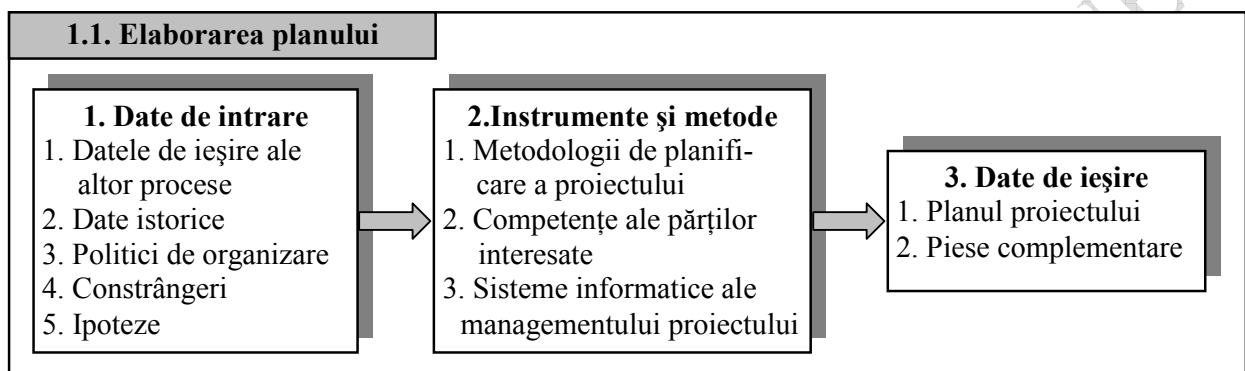 1.1. Elaborarea planului
1. Date de intrare
1. Datele de ieşire ale
altor procese
2. Date istorice
3. Politici de organizare
4. Constrângeri
5. Ipoteze
2.Instrumente şi metode
1. Metodologii de planifi-
care a proiectului
2. Competențe ale părților
interesate
3. Sisteme informatice ale
managementului proiectului
3. Date de ieşire
1. Planul proiectului
2. Piese complementare